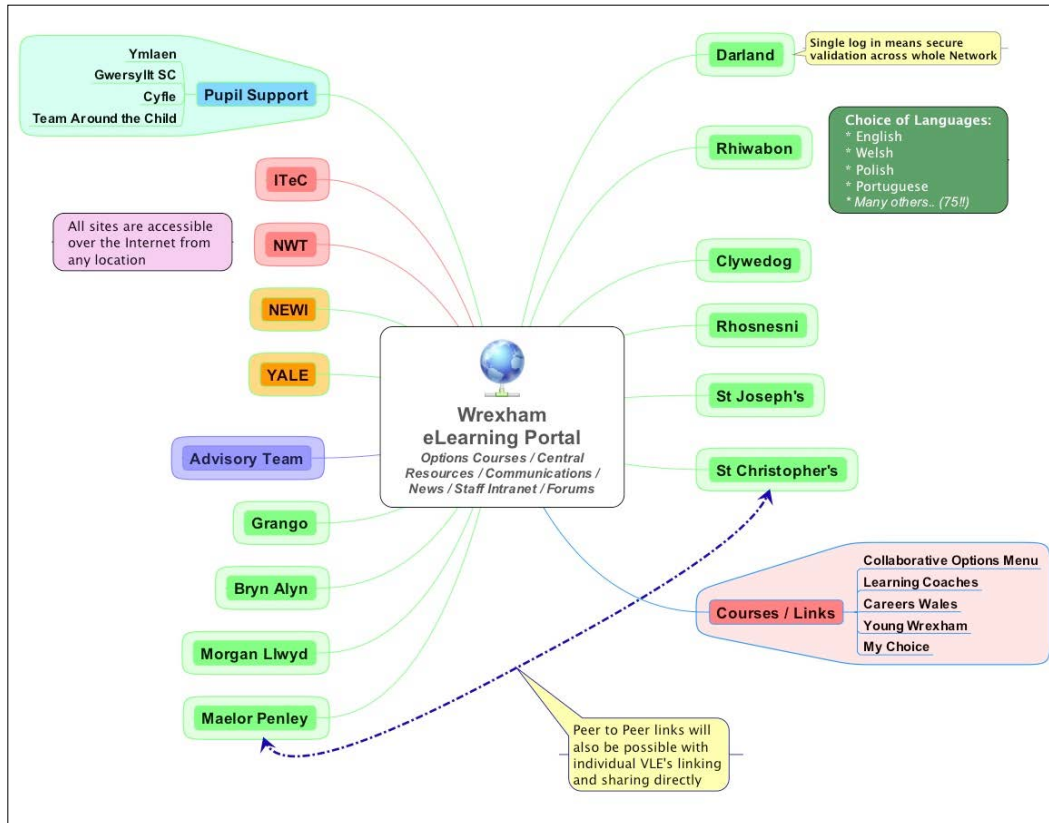 Ymlaen
Gwersyllt SC
Cyfle
Team Around the Child
Pupil Support
ITeC
NWT
All sites are accessible
over the Internet from
any location
NEWI
YALE
Advisory Team
Grango
Bryn Alyn
Morgan Llwyd
Maelor Penley
Wrexham
eLearning Portal
Options Courses / Central
Resources / Communications /
News / Staff Intranet / Forums
Darland
Single log in means secure
validation across whole Network
Rhiwabon
Choice of Languages:
* English
* Welsh
* Polish
* Portuguese
* Many others.. (75!!)
Clywedog
Rhosnesni
St Joseph's
St Christopher's
Courses / Links
Collaborative Options Menu
Learning Coaches
Careers Wales
Young Wrexham
My Choice
Peer to Peer links will
also be possible with
individual VLE's linking
and sharing directly